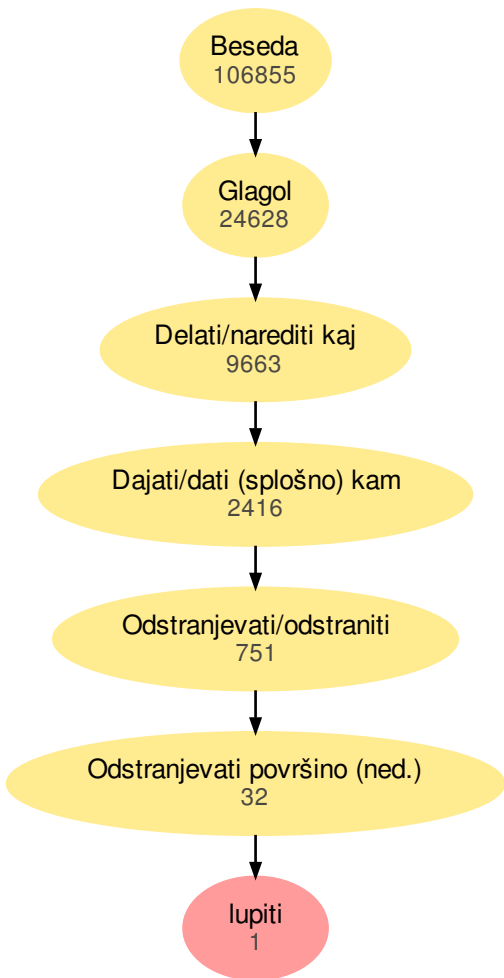 Beseda
106855
Glagol
24628
Delati/narediti kaj
9663
Dajati/dati (splošno) kam
2416
Odstranjevati/odstraniti
751
Odstranjevati površino (ned.)
32
lupiti
1